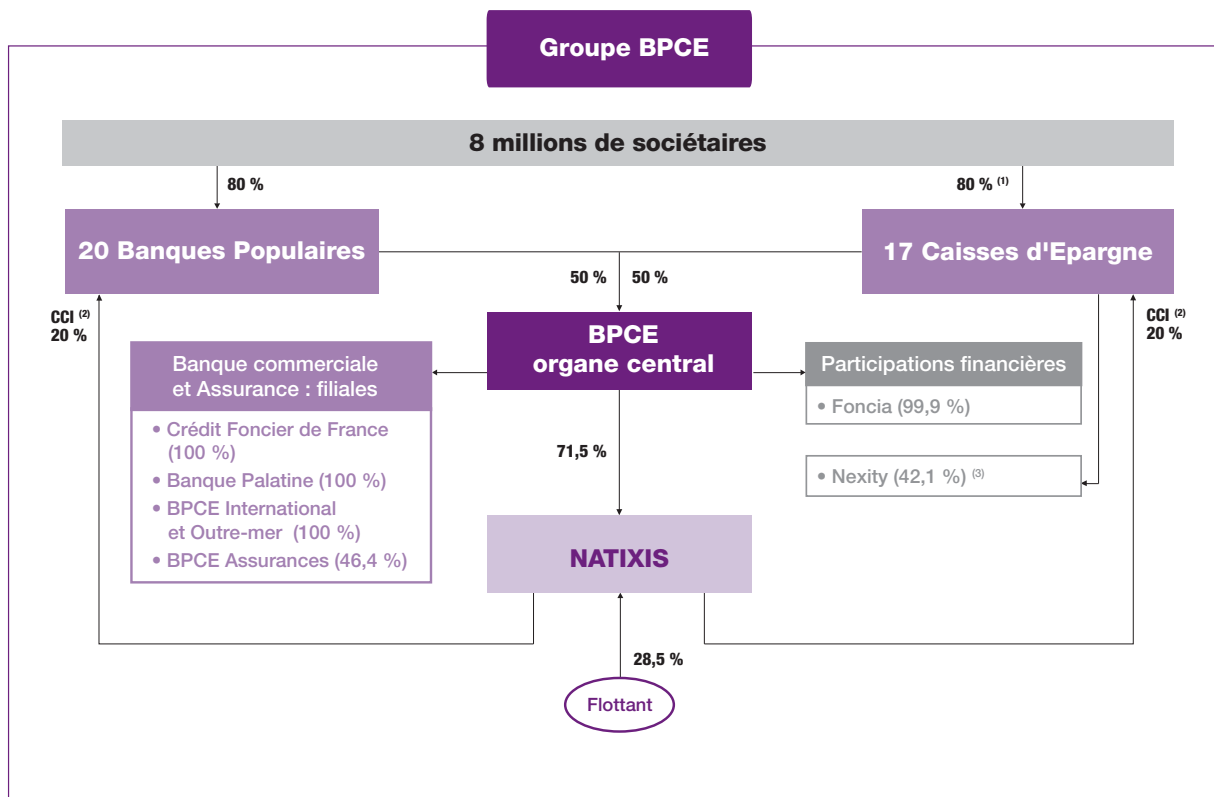 Groupe BPCE
8 millions de sociétaires
80 %
80 % (1)
20 Banques Populaires
17 Caisses d'Epargne
50 %
50 %
CCI (2)
20 %
CCI (2)
20 %
BPCE
organe central
Banque commerciale
et Assurance : filiales
• Crédit Foncier de France
(100 %)
• Banque Palatine (100 %)
• BPCE International
et Outre-mer (100 %)
• BPCE Assurances (46,4 %)
Participations financières
• Foncia (99,9 %)
• Nexity (42,1 %) (3)
71,5 %
NATIXIS
28,5 %
Flottant